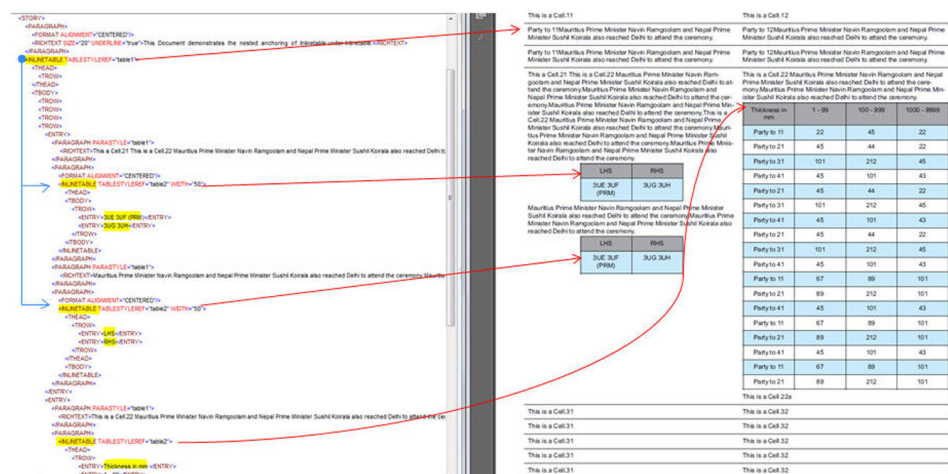 <STORY>
<PARAGRAPH>
<FORMAT ALIGNMENT="CENTERED"/>
<RICHTEXT SIZE="20" UNDERLINE="true">This Document demonstrates the nested anchoring of Inlinetable under Inlinetable.</RICHTEXT>
</PARAGRAPH>
<INLINETABLE TABLESTYLEREF="table1">
<THEAD>
<TROW>
</THEAD>
<TBODY>
<TROW>
<TROW>
<TROW>
<TROW>
<ENTRY>
<PARAGRAPH PARASTYLE="table1">
<RICHTEXT>This is a Cell.21 This is a Cell.22 Mauritius Prime Minister Navin Ramgoolam and Nepal Prime Minister Sushil Koirala also reached Delhi tc
</PARAGRAPH>
<PARAGRAPH>
<FORMAT ALIGNMENT="CENTERED"/>
<INLINETABLE TABLESTYLEREF="table2" WIDTH="50">
<THEAD>
<TBODY>
<TROW>
<ENTRY>3UE 3UF (PRM)</ENTRY>
<ENTRY>3UG 3UH</ENTRY>
</TROW>
</TBODY>
</INLINETABLE>
</PARAGRAPH>
<PARAGRAPH PARASTYLE="table1">
<RICHTEXT>Mauritius Prime Minister Navin Ramgoolam and Nepal Prime Minister Sushil Koirala also reached Delhi to attend the ceremony.Mauritiu
</PARAGRAPH>
<PARAGRAPH>
<FORMAT ALIGNMENT="CENTERED"/>
<INLINETABLE TABLESTYLEREF="table2" WIDTH="50">
<THEAD>
<TROW>
<ENTRY>LHS</ENTRY>
<ENTRY>RHS</ENTRY>
</TROW>
</THEAD>
<TBODY>
</INLINETABLE>
</PARAGRAPH>
</ENTRY>
<ENTRY>
<PARAGRAPH PARASTYLE="table1">
<RICHTEXT>This is a Cell.22 Mauritius Prime Minister Navin Ramgoolam and Nepal Prime Minister Sushil Koirala also reached Delhi to attend the cer
</PARAGRAPH>
<PARAGRAPH>
<INLINETABLE TABLESTYLEREF="table2">
<THEAD>
<TROW>
<ENTRY>Thickness in mm </ENTRY>
This is a Cell.11 This is a Cell.12
Party to 11Mauritius Prime Minister Navin Ramgoolam and Nepal Prime
Minister Sushil Koirala also reached Delhi to attend the ceremony.
Party to 12Mauritius Prime Minister Navin Ramgoolam and Nepal Prime
Minister Sushil Koirala also reached Delhi to attend the ceremony.
Party to 11Mauritius Prime Minister Navin Ramgoolam and Nepal Prime
Minister Sushil Koirala also reached Delhi to attend the ceremony.
Party to 12Mauritius Prime Minister Navin Ramgoolam and Nepal Prime
Minister Sushil Koirala also reached Delhi to attend the ceremony.
This is a Cell.21 This is a Cell.22 Mauritius Prime Minister Navin Ram-
goolam and Nepal Prime Minister Sushil Koirala also reached Delhi to at-
tend the ceremony.Mauritius Prime Minister Navin Ramgoolam and
Nepal Prime Minister Sushil Koirala also reached Delhi to attend the cer-
emony.Mauritius Prime Minister Navin Ramgoolam and Nepal Prime Min-
ister Sushil Koirala also reached Delhi to attend the ceremony.This is a
Cell.22 Mauritius Prime Minister Navin Ramgoolam and Nepal Prime
Minister Sushil Koirala also reached Delhi to attend the ceremony.Mauri-
tius Prime Minister Navin Ramgoolam and Nepal Prime Minister Sushil
Koirala also reached Delhi to attend the ceremony.Mauritius Prime Minis-
ter Navin Ramgoolam and Nepal Prime Minister Sushil Koirala also
reached Delhi to attend the ceremony.
LHS RHS
3UE 3UF (PRM) 3UG 3UH
Mauritius Prime Minister Navin Ramgoolam and Nepal Prime Minister
Sushil Koirala also reached Delhi to attend the ceremony.Mauritius Prime
Minister Navin Ramgoolam and Nepal Prime Minister Sushil Koirala also
reached Delhi to attend the ceremony.
LHS RHS
3UE 3UF (PRM) 3UG 3UH
This is a Cell.22 Mauritius Prime Minister Navin Ramgoolam and Nepal
Prime Minister Sushil Koirala also reached Delhi to attend the cere-
mony.Mauritius Prime Minister Navin Ramgoolam and Nepal Prime Min-
ister Sushil Koirala also reached Delhi to attend the ceremony.
Thickness in mm 1 - 99 100 - 999 1000 - 9999
Party to 11 22 45 22
Party to 21 45 44 22
Party to 31 101 212 45
Party to 41 45 101 43
Party to 21 45 44 22
Party to 31 101 212 45
Party to 41 45 101 43
Party to 21 45 44 22
Party to 31 101 212 45
Party to 41 45 101 43
Party to 11 67 89 101
Party to 21 89 212 101
Party to 41 45 101 43
Party to 11 67 89 101
Party to 21 89 212 101
Party to 41 45 101 43
Party to 11 67 89 101
Party to 21 89 212 101
This is a Cell.22a
This is a Cell.31 This is a Cell.32
This is a Cell.31 This is a Cell.32
This is a Cell.31 This is a Cell.32
This is a Cell.31 This is a Cell.32
This is a Cell.31 This is a Cell.32